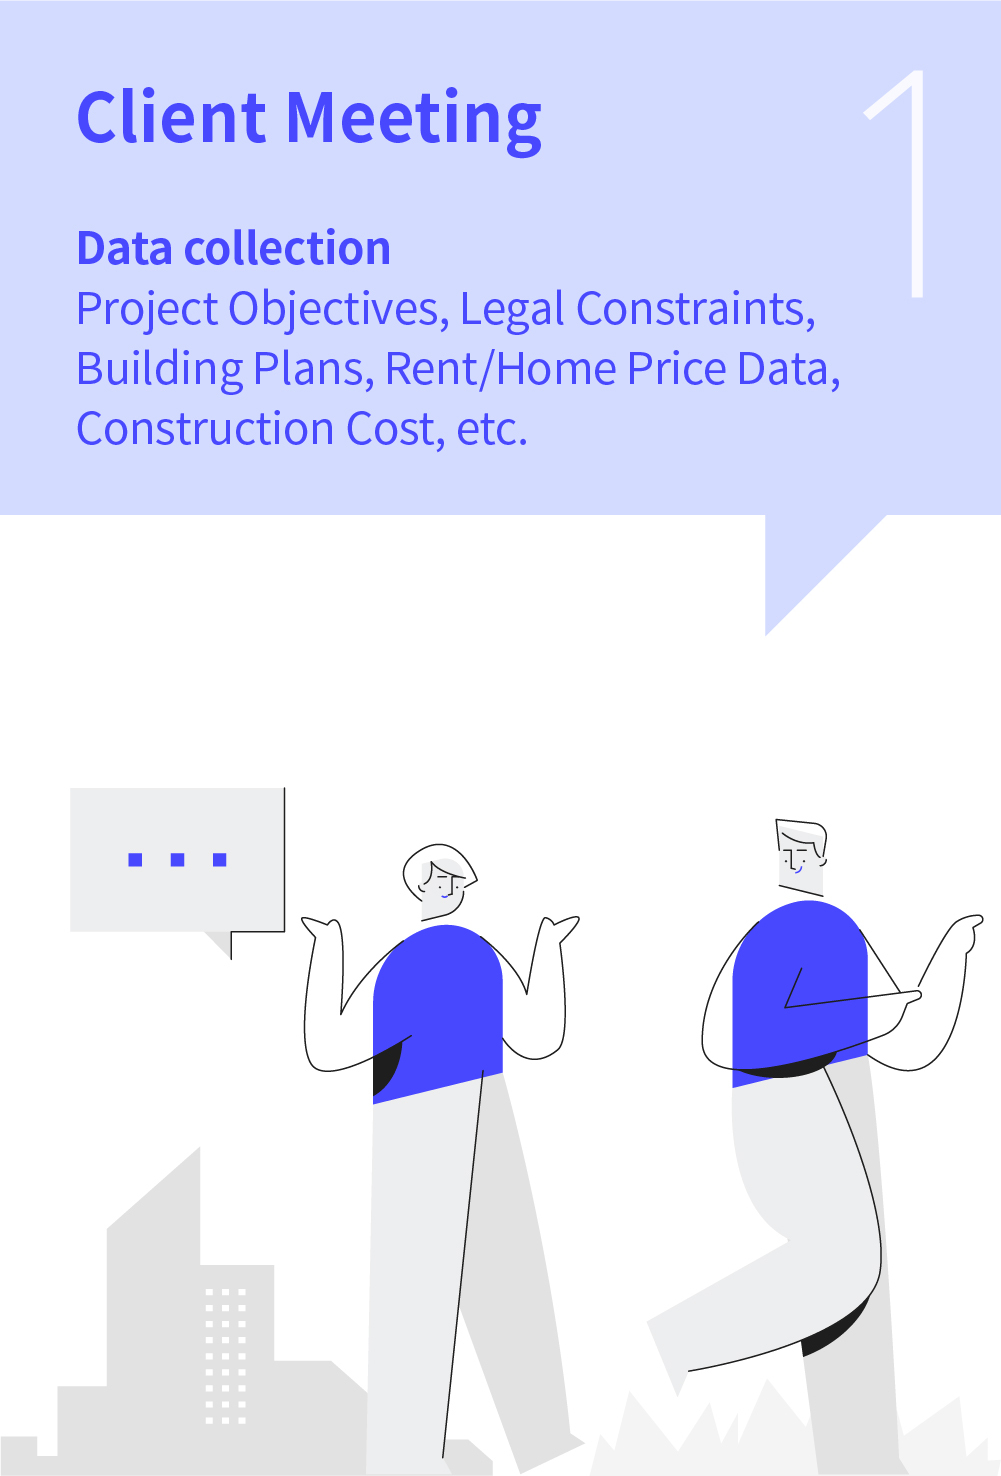 Client Meeting
1
Data collection
Project Objectives, Legal Constraints,
Building Plans, Rent/Home Price Data,
Construction Cost, etc.